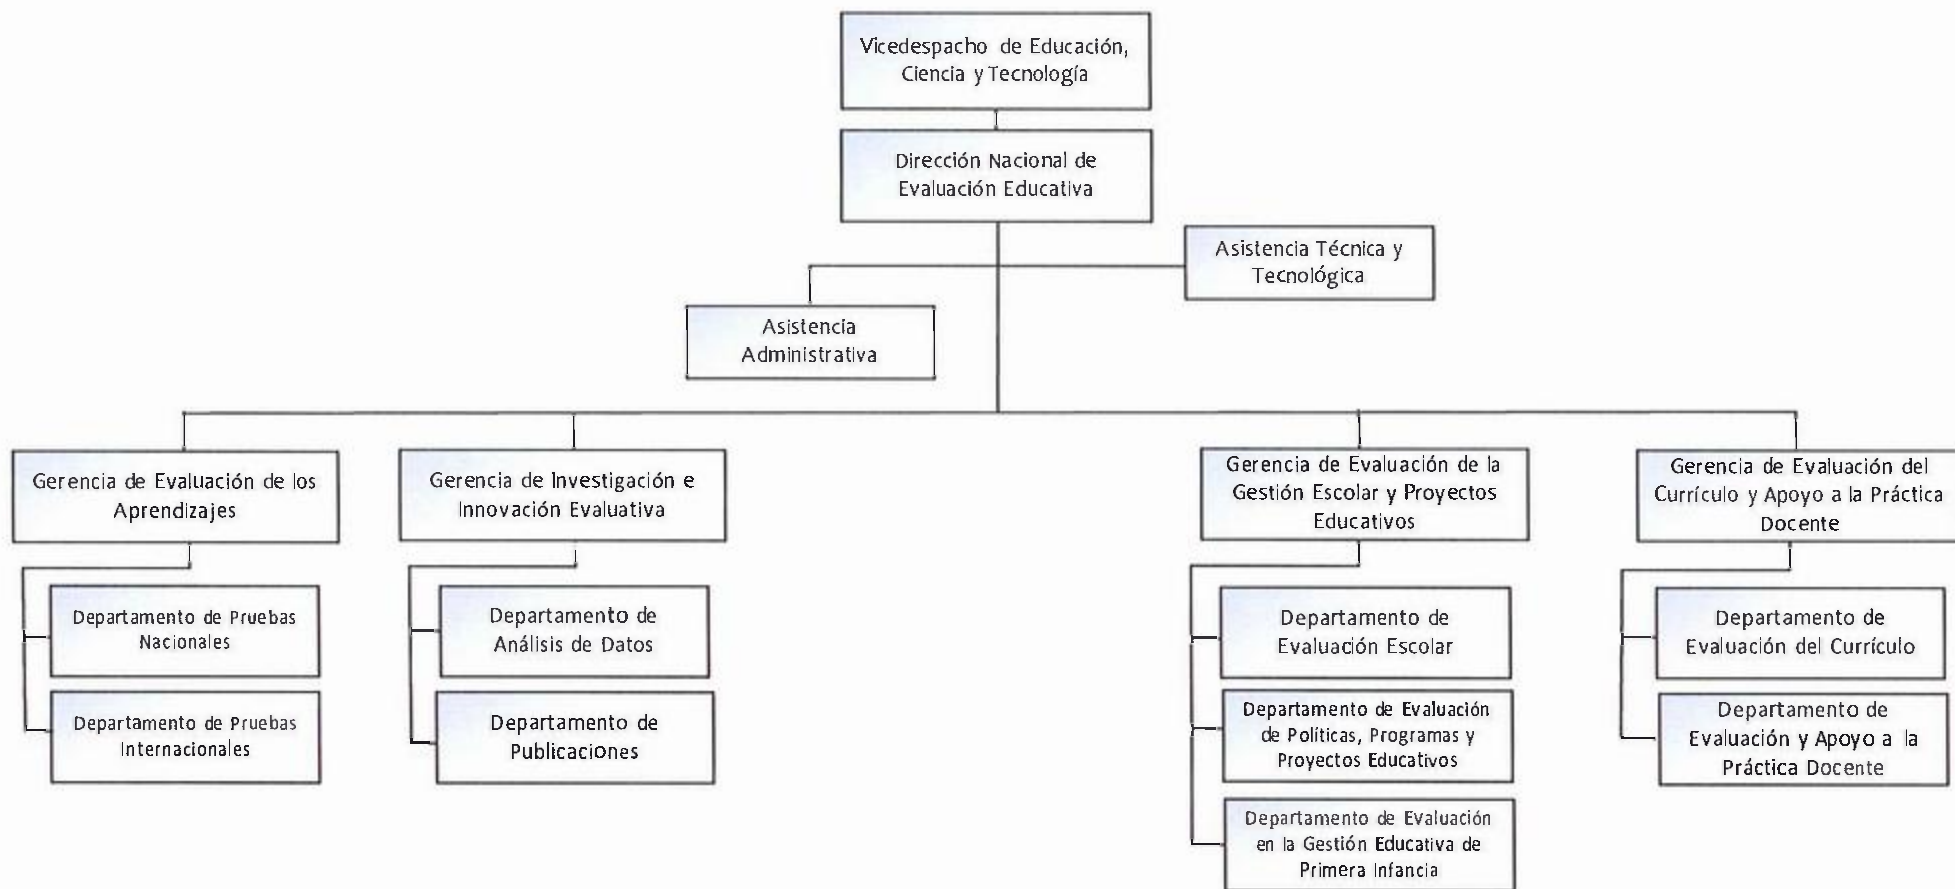 Vicedespacho de Educación,
Ciencia y Tecnología
Dirección Nacional de
Evaluación Educativa
Asistencia Técnica y
Tecnológica
Asistencia
Administrativa
Gerencia de Evaluación de los
Aprendizajes
Departamento de Pruebas
Nacionales
Departamento de Pruebas
Internacionales
Gerencia de Investigación e
Innovación Evaluativa
Departamento de
Análisis de Datos
Departamento de
Publicaciones
Gerencia de Evaluación de la
Gestión Escolar y Proyectos
Educativos
Departamento de
Evaluación Escolar
Departamento de Evaluación
de Políticas, Programas y
Proyectos Educativos
Departamento de Evaluación
en la Gestión Educativa de
Primera Infancia
Gerencia de Evaluación del
Currículo y Apoyo a la Práctica
Docente
Departamento de
Evaluación del Currículo
Departamento de
Evaluación y Apoyo a la
Práctica Docente